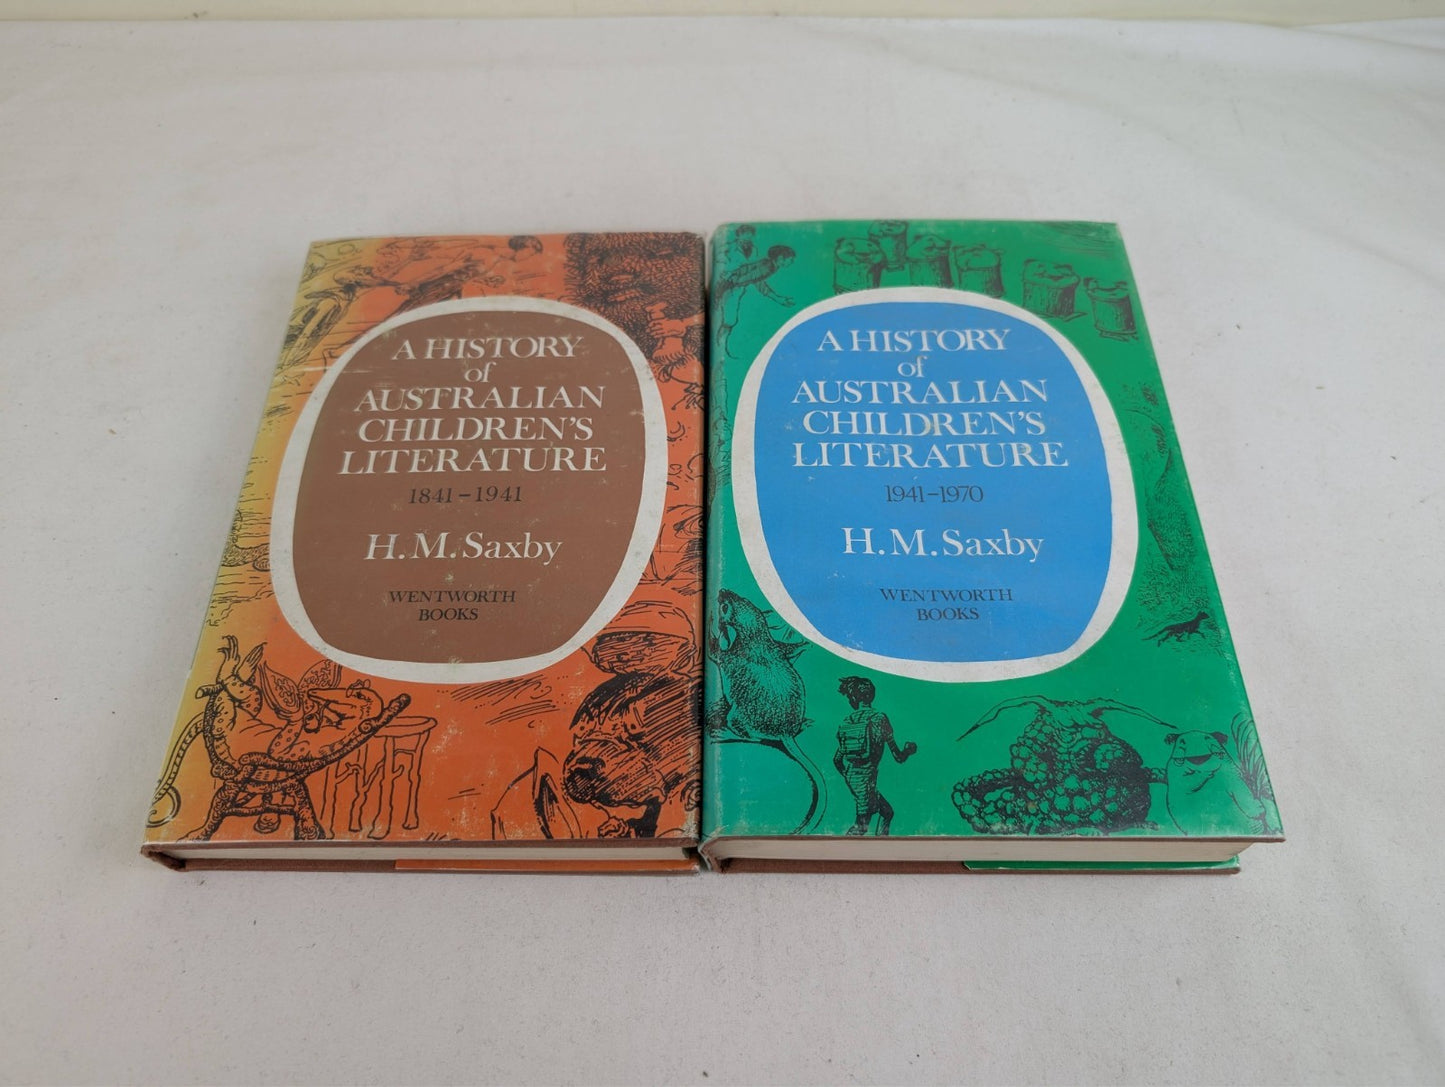 A HISTORY
of
AUSTRALIAN
CHILDREN'S
LITERATURE
1841-1941
H.M.Saxby
WENTWORTH
BOOKS
A HISTORY
of
AUSTRALIAN
CHILDREN'S
LITERATURE
1941-1970
H.M.Saxby
WENTWORTH
BOOKS